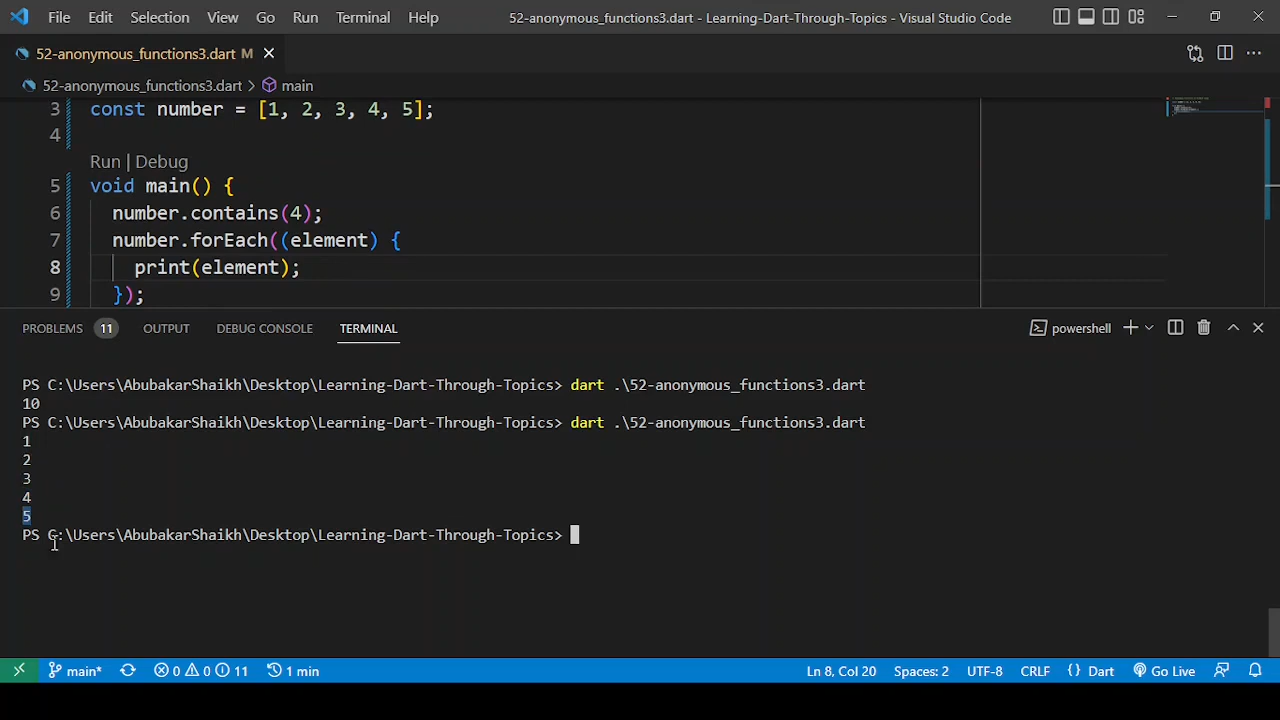 File Edit Selection View Go Run Terminal Help 52-anonymous_functions3.dart - Learning-Dart-Through-Topics - Visual Studio Code
52-anonymous_functions3.dart M
52-anonymous_functions3.dart > main
3 const number = [1, 2, 3, 4, 5];
4
Run | Debug
5 void main() {
6 number.contains(4);
7 number.forEach((element) {
8 print(element);
9 });
PROBLEMS 11 OUTPUT DEBUG CONSOLE TERMINAL powershell
PS C:\Users\AbubakarShaikh\Desktop\Learning-Dart-Through-Topics> dart .\52-anonymous_functions3.dart
10
PS C:\Users\AbubakarShaikh\Desktop\Learning-Dart-Through-Topics> dart .\52-anonymous_functions3.dart
1
2
3
4
5
PS C:\Users\AbubakarShaikh\Desktop\Learning-Dart-Through-Topics>
main* 0 0 11 1 min Ln 8, Col 20 Spaces: 2 UTF-8 CRLF {} Dart Go Live